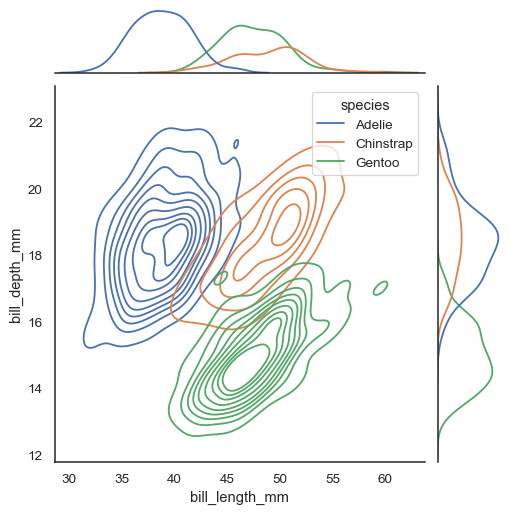 species
Adelie
Chinstrap
Gentoo
22
20
18
16
14
12
bill_depth_mm
30
35
40
45
50
55
60
bill_length_mm